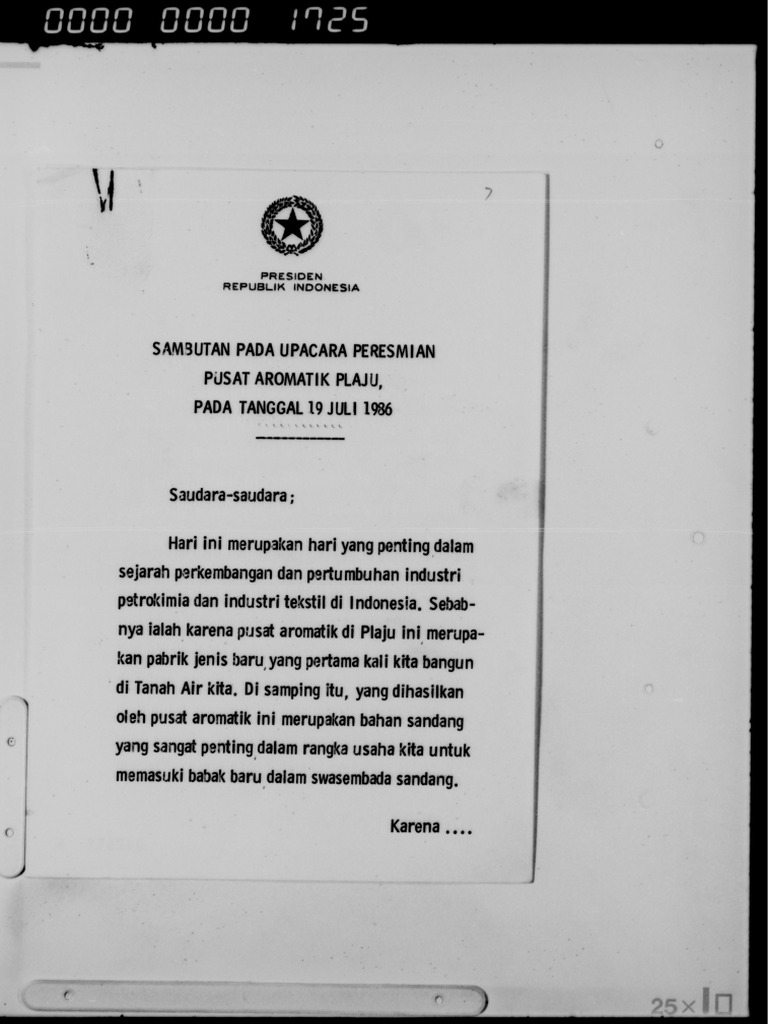 0000 0000 1725
PRESIDEN
REPUBLIK INDONESIA
SAMBUTAN PADA UPACARA PERESMIAN
PUSAT AROMATIK PLAJU,
PADA TANGGAL 19 JULI 1986
Saudara-saudara ;
Hari ini merupakan hari yang penting dalam
sejarah perkembangan dan pertumbuhan industri
petrokimia dan industri tekstil di Indonesia. Sebab-
nya ialah karena pusat aromatik di Plaju ini merupa-
kan pabrik jenis baru yang pertama kali kita bangun
di Tanah Air kita. Di samping itu, yang dihasilkan
oleh pusat aromatik ini merupakan bahan sandang
yang sangat penting dalam rangka usaha kita untuk
memasuki babak baru dalam swasembada sandang.
Karena ....
25×